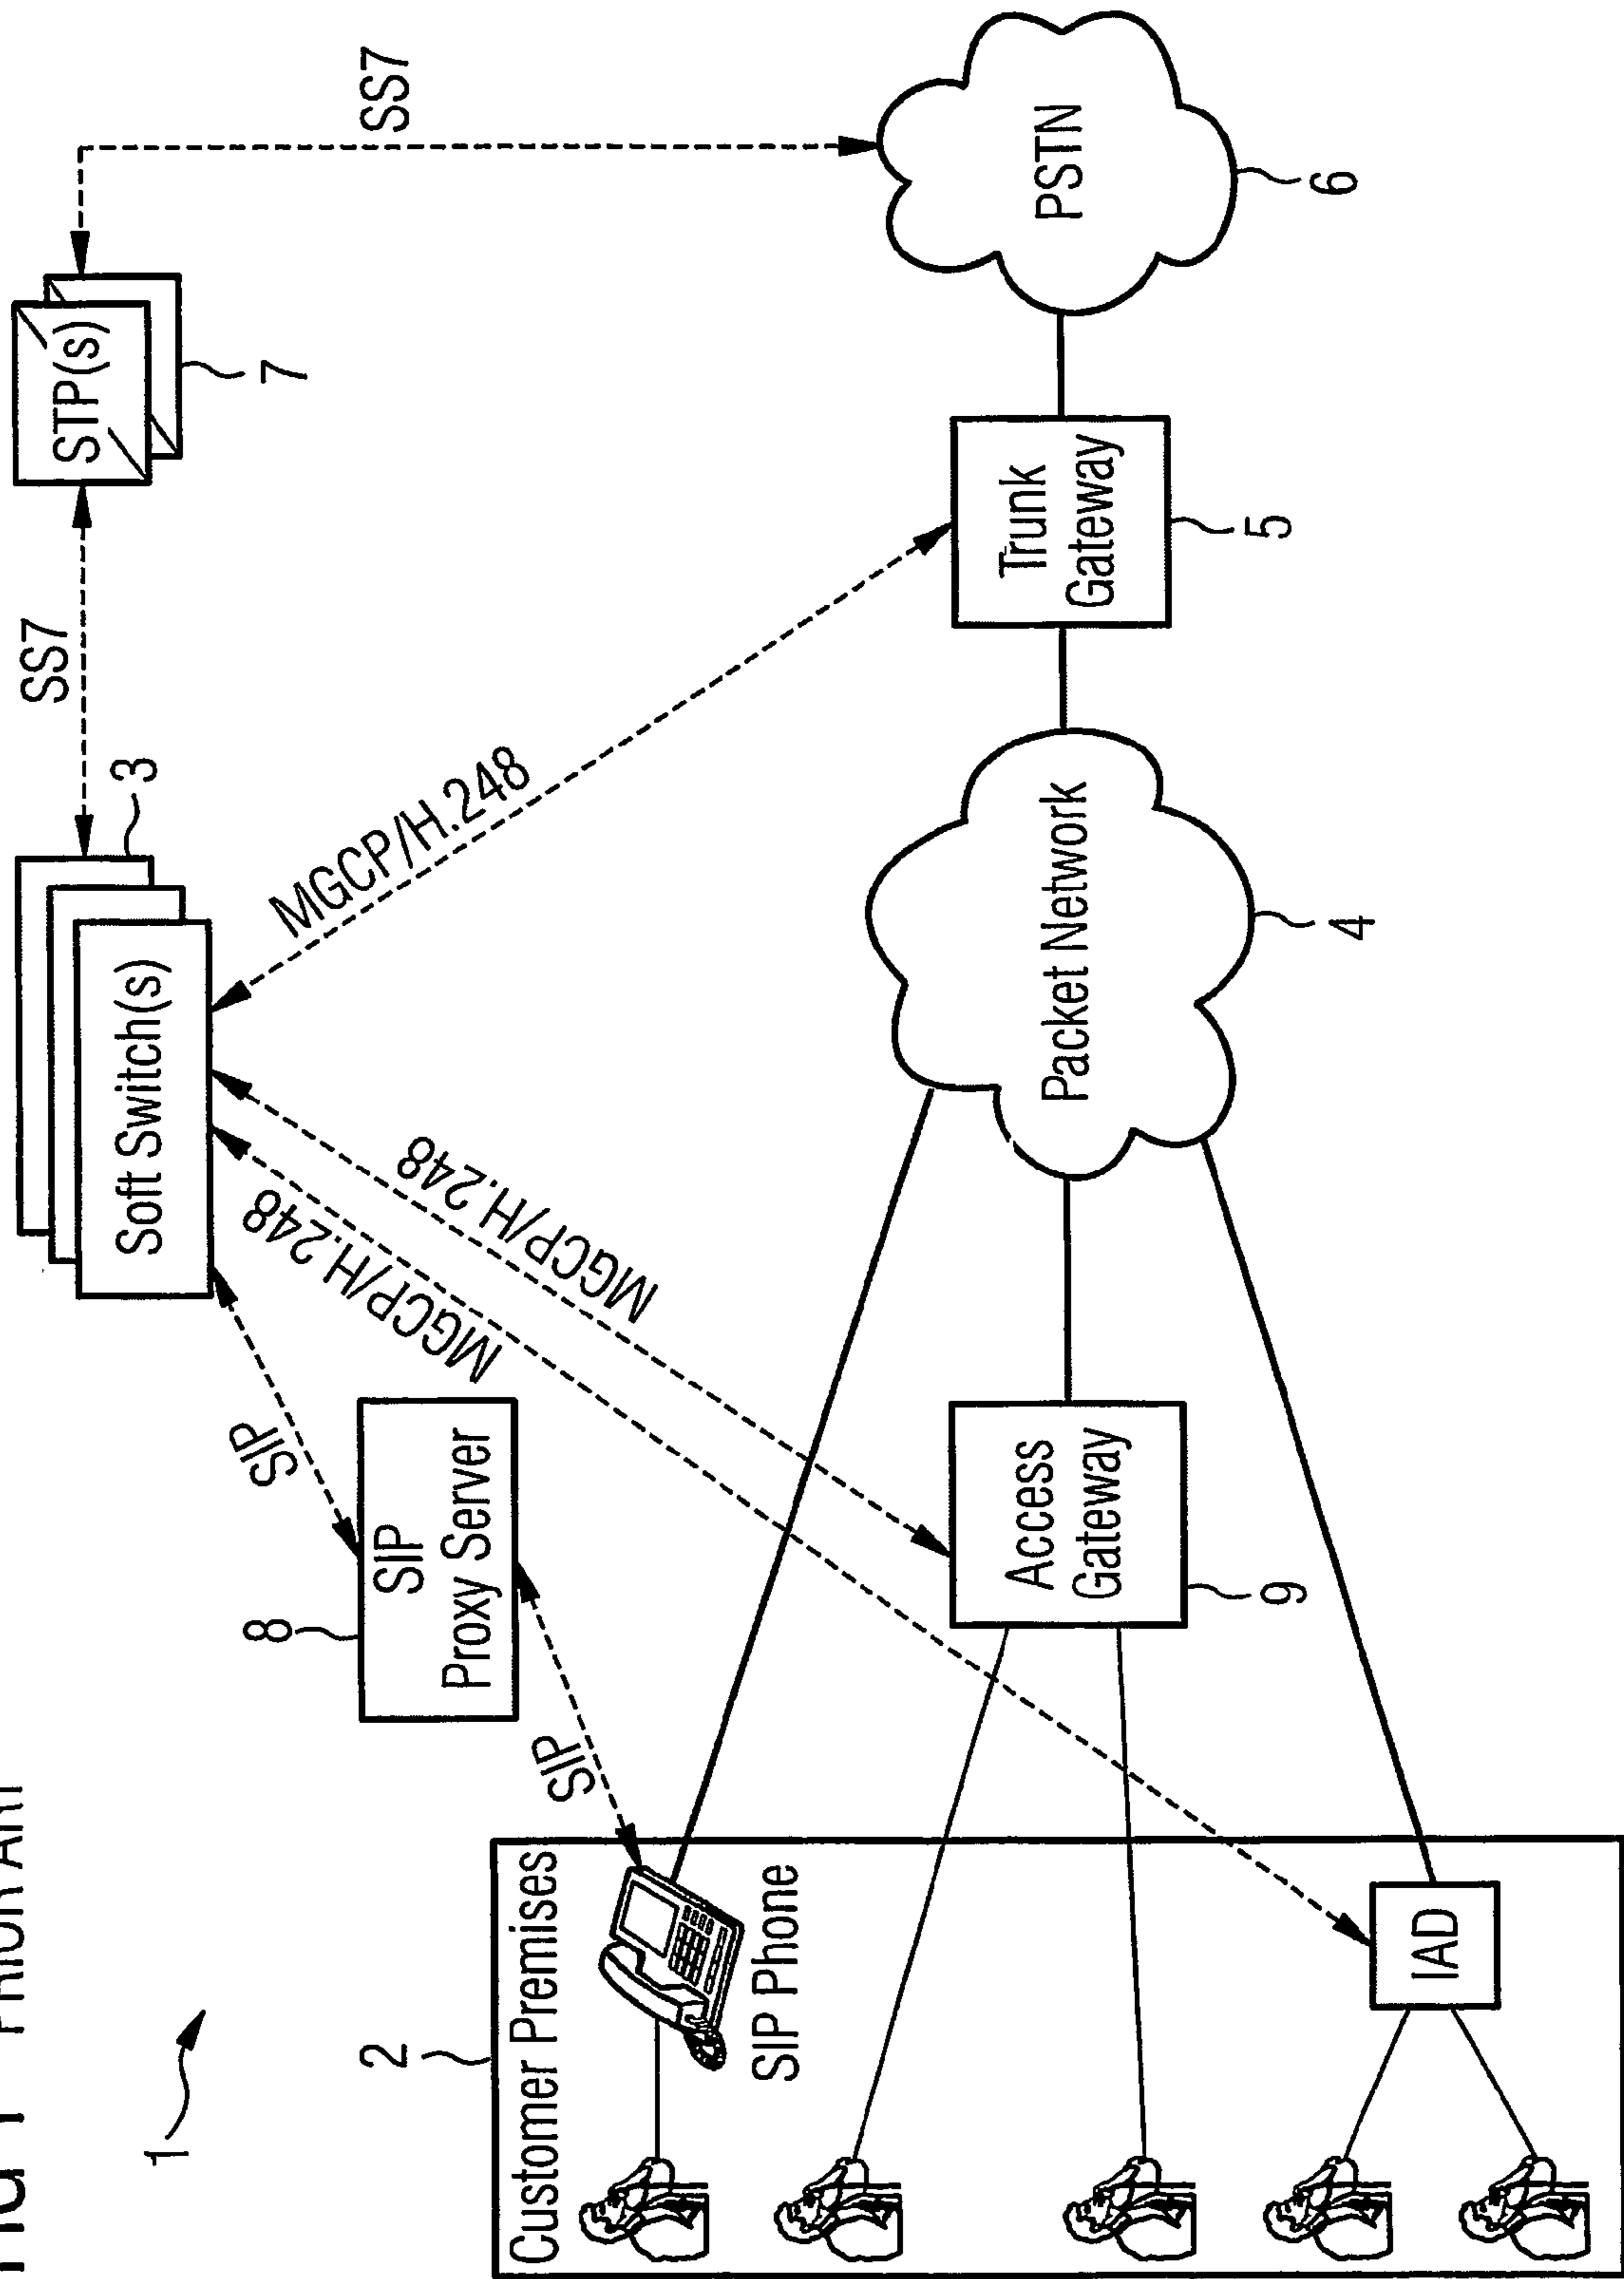 FIG 1 PRIOR ART
1
SS7
SS7
STP(s)
7
3
Soft Switch(s)
MGCP/H.248
MGCP/H.248
MGCP/H.248
SIP
8
SIP
Proxy Server
SIP
2
Customer Premises
SIP Phone
IAD
Access
Gateway
9
Packet Network
4
Trunk
Gateway
5
PSTN
6